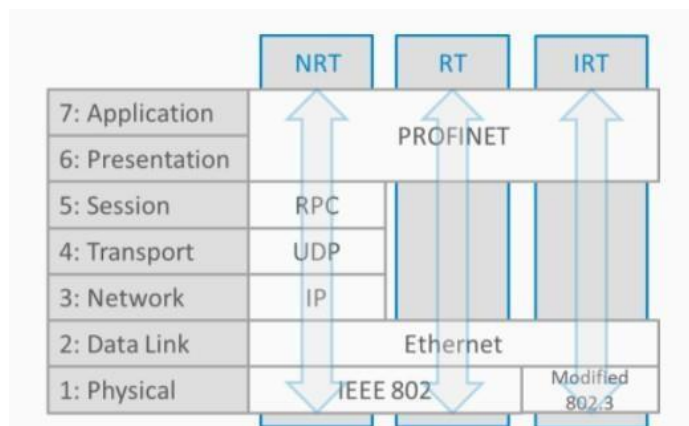 NRT RT IRT
7: Application
PROFINET
6: Presentation
5: Session RPC
4: Transport UDP
3: Network IP
2: Data Link Ethernet
1: Physical IEEE 802 Modified
802.3